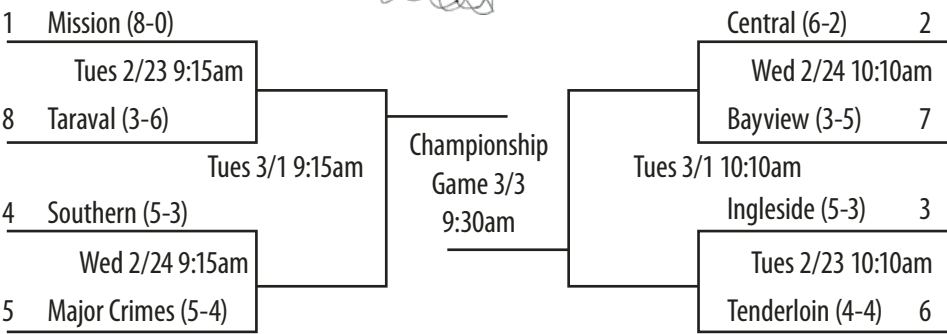 1 Mission (8-0)
Tues 2/23 9:15am
8 Taraval (3-6)
Tues 3/1 9:15am
4 Southern (5-3)
Wed 2/24 9:15am
5 Major Crimes (5-4)
Championship
Game 3/3
9:30am
Central (6-2) 2
Wed 2/24 10:10am
Bayview (3-5) 7
Tues 3/1 10:10am
Ingleside (5-3) 3
Tues 2/23 10:10am
Tenderloin (4-4) 6